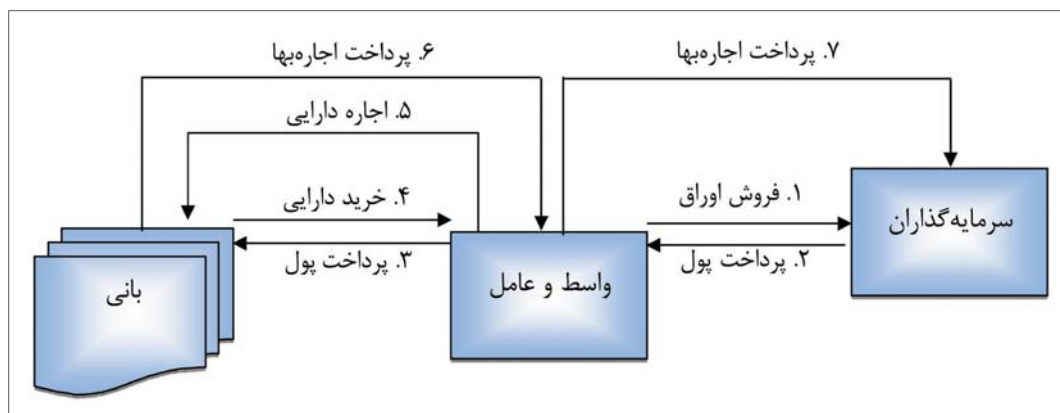 ۷. پرداخت اجاره‌بها
۶. پرداخت اجاره‌بها
۵. اجاره دارایی
۱. فروش اوراق
۴. خرید دارایی
سرمایه‌گذاران
۲. پرداخت پول
۳. پرداخت پول
واسط و عامل
بانی